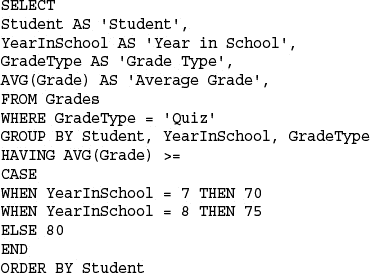 SELECT
Student AS 'Student',
YearInSchool AS 'Year in School',
GradeType AS 'Grade Type',
AVG(Grade) AS 'Average Grade',
FROM Grades
WHERE GradeType = 'Quiz'
GROUP BY Student, YearInSchool, GradeType
HAVING AVG(Grade) >=
CASE
WHEN YearInSchool = 7 THEN 70
WHEN YearInSchool = 8 THEN 75
ELSE 80
END
ORDER BY Student